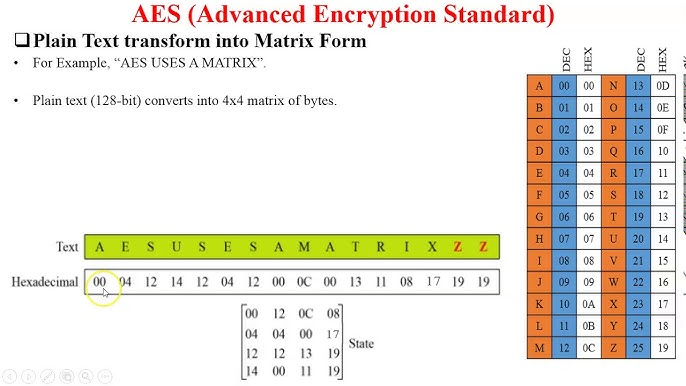 AES (Advanced Encryption Standard)
❑Plain Text transform into Matrix Form
• For Example, “AES USES A MATRIX”.
• Plain text (128-bit) converts into 4x4 matrix of bytes.
DEC HEX DEC HEX
A 00 00 N 13 0D
B 01 01 O 14 0E
C 02 02 P 15 0F
D 03 03 Q 16 10
E 04 04 R 17 11
F 05 05 S 18 12
G 06 06 T 19 13
H 07 07 U 20 14
I 08 08 V 21 15
J 09 09 W 22 16
K 10 0A X 23 17
L 11 0B Y 24 18
M 12 0C Z 25 19
Text A E S U S E S A M A T R I X Z Z
Hexadecimal 00 04 12 14 12 04 12 00 0C 00 13 11 08 17 19 19
00 12 0C 08
04 04 00 17
12 12 13 19
14 00 11 19
State